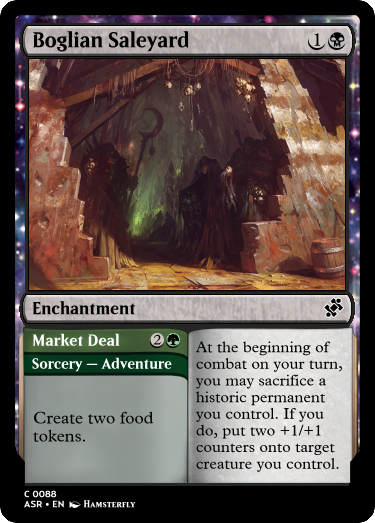 Boglian Saleyard 1
Enchantment
Market Deal 2
Sorcery — Adventure
Create two food
tokens.
At the beginning of
combat on your turn,
you may sacrifice a
historic permanent
you control. If you
do, put two +1/+1
counters onto target
creature you control.
C 0088
ASR • EN Hamsterfly